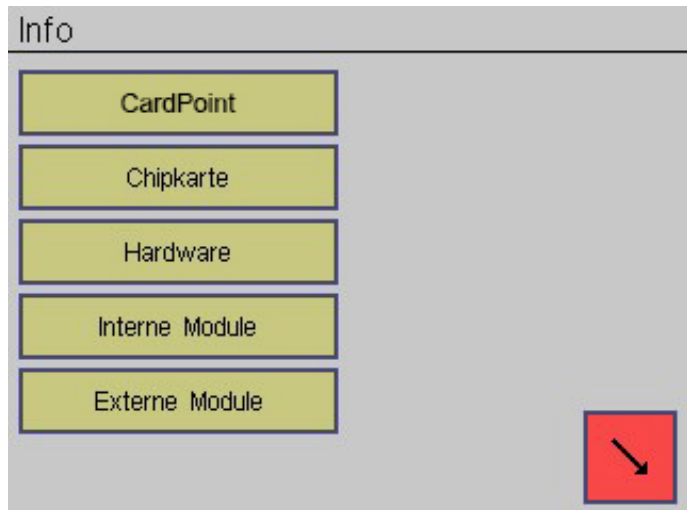 Info
CardPoint
Chipkarte
Hardware
Interne Module
Externe Module